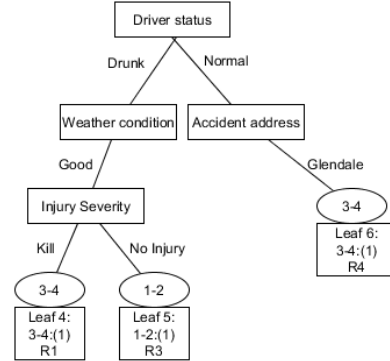 Driver status
Drunk
Normal
Weather condition
Accident address
Good
Glendale
Injury Severity
3-4
Kill
No Injury
Leaf 6:
3-4:(1)
R4
3-4
1-2
Leaf 4:
3-4:(1)
R1
Leaf 5:
1-2:(1)
R3